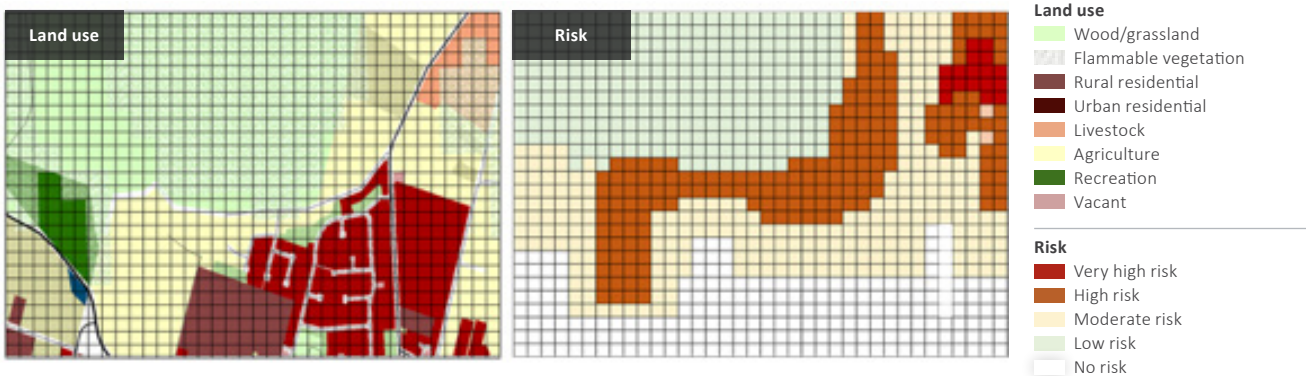 Land use
Risk
Land use
Wood/grassland
Flammable vegetation
Rural residential
Urban residential
Livestock
Agriculture
Recreation
Vacant
Risk
Very high risk
High risk
Moderate risk
Low risk
No risk